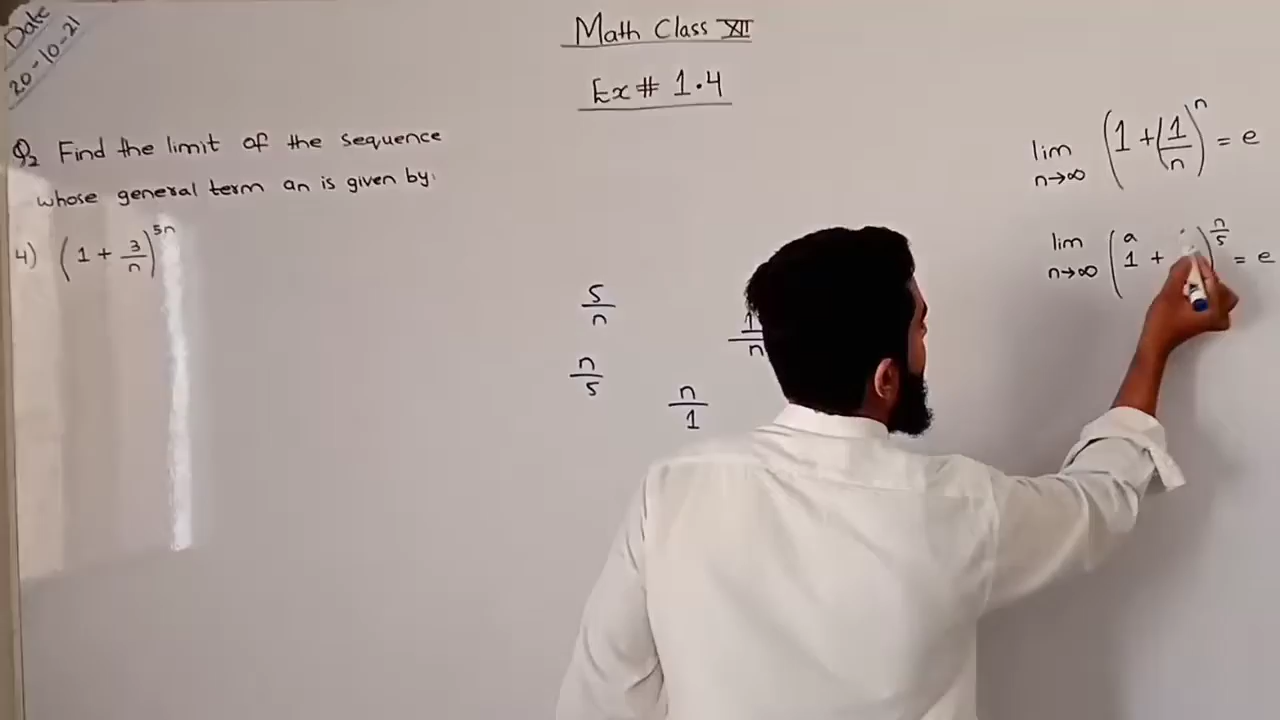 Date
20-10-21
Math Class XII
Ex# 1.4
Q2 Find the limit of the sequence
whose general term an is given by:
4) (1 + 3/n)^5n
5/n
n/5
n/1
1/n
lim n→∞ (1 + (1/n)^n = e
lim n→∞ (a 1 + )^n/5 = e